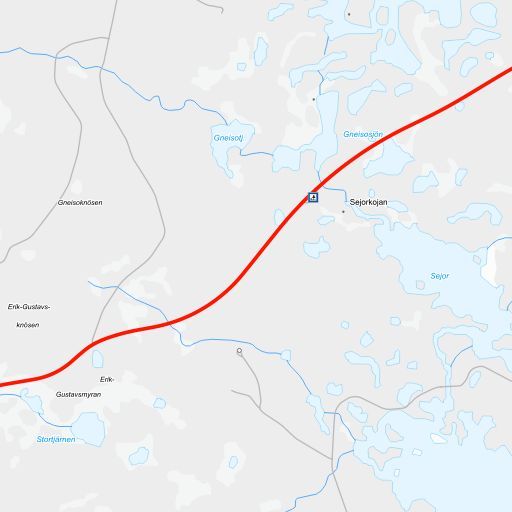 Gneisotj
Gneisosjön
Gneisoknösen
Sejorkojan
Sejor
Erik-Gustavs-
knösen
Erik-
Gustavsmyran
Stortjärnen